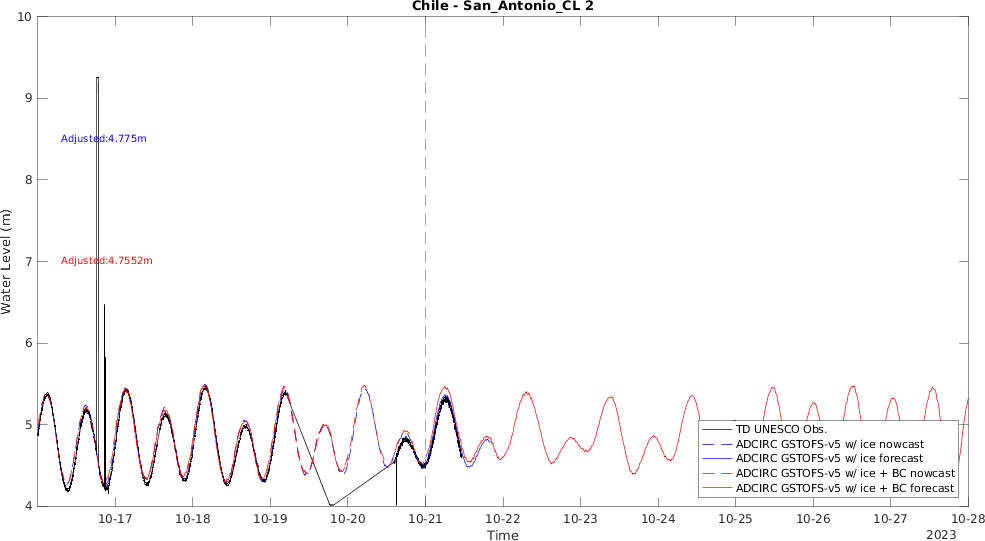 Chile - San_Antonio_CL 2
10
9
8
7
6
5
4
Water Level (m)
Adjusted:4.775m
Adjusted:4.7552m
TD UNESCO Obs.
ADCIRC GSTOFS-v5 w/ ice nowcast
ADCIRC GSTOFS-v5 w/ ice forecast
ADCIRC GSTOFS-v5 w/ ice + BC nowcast
ADCIRC GSTOFS-v5 w/ ice + BC forecast
10-17 10-18 10-19 10-20 10-21 10-22 10-23 10-24 10-25 10-26 10-27 10-28
Time
2023